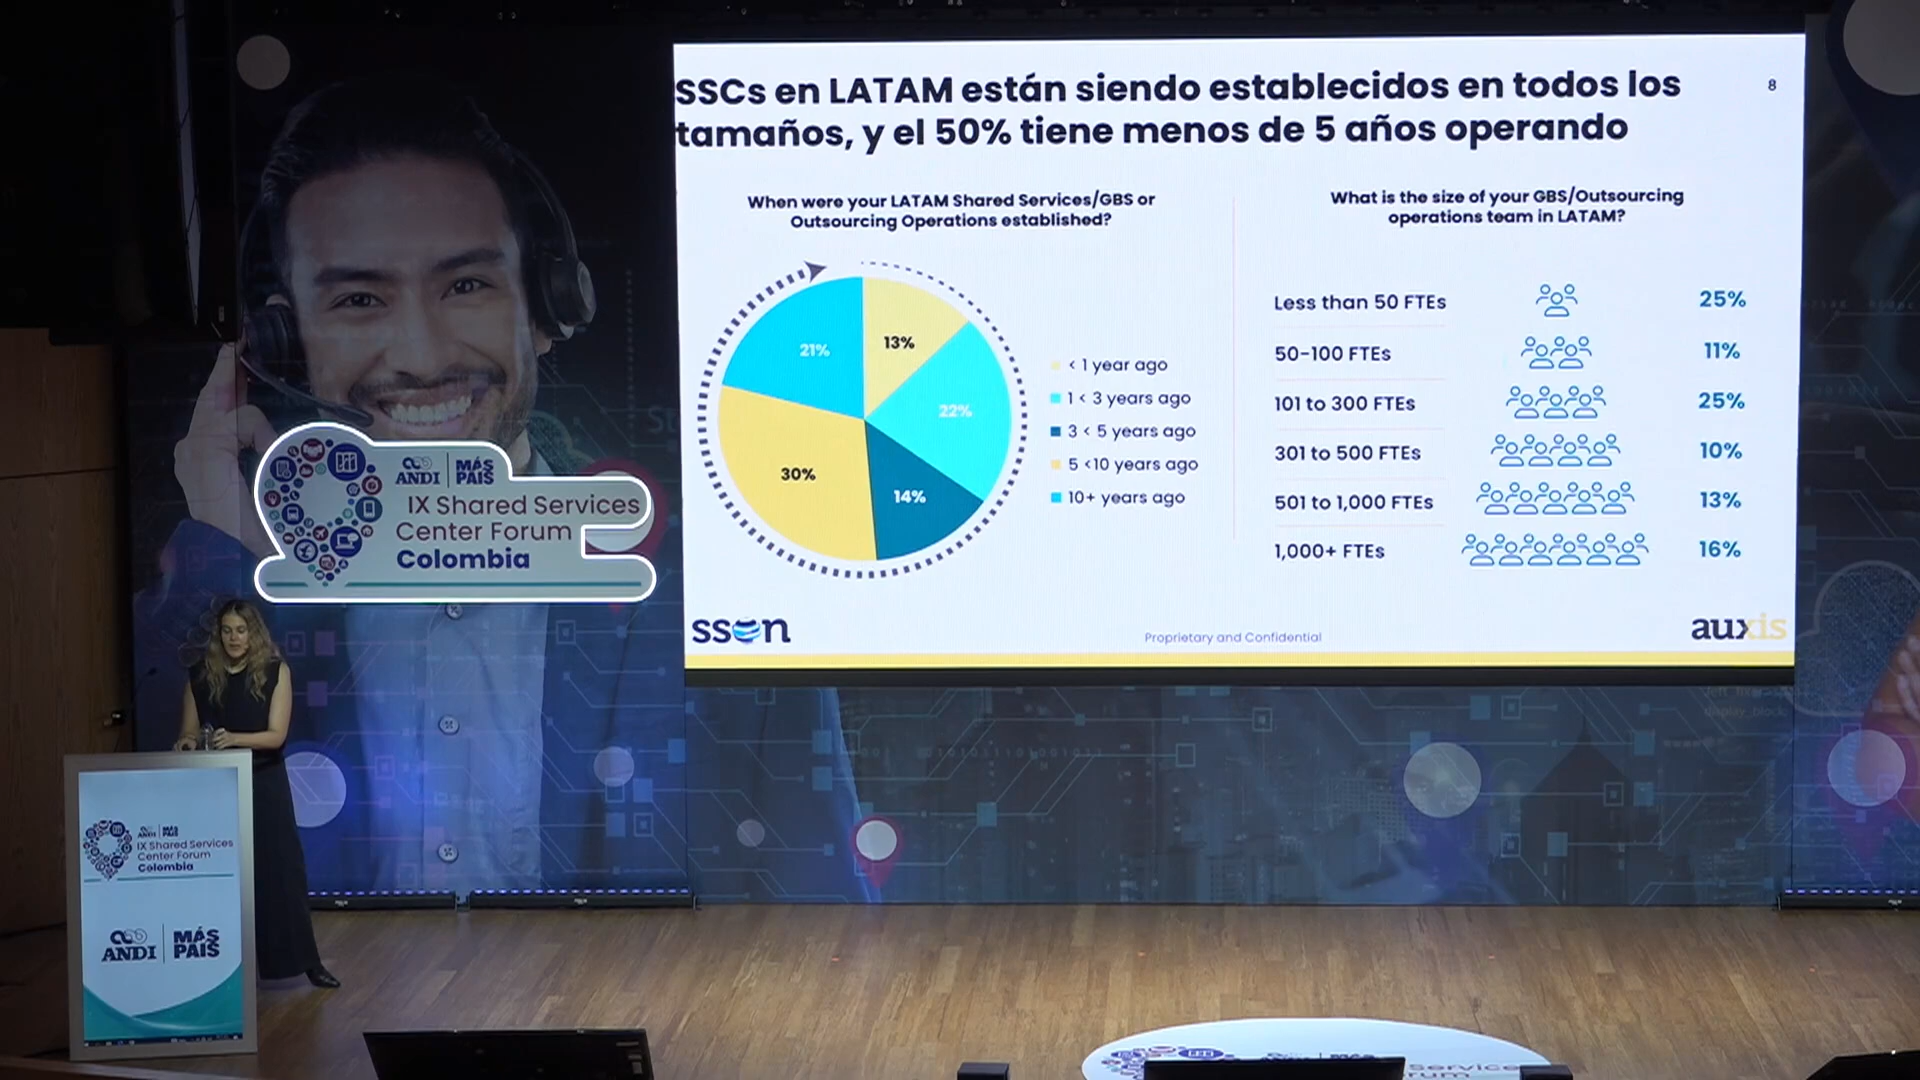 SSCs en LATAM están siendo establecidos en todos los
tamaños, y el 50% tiene menos de 5 años operando
8
When were your LATAM Shared Services/GBS or
Outsourcing Operations established?
13%
22%
14%
30%
21%
< 1 year ago
1 < 3 years ago
3 < 5 years ago
5 <10 years ago
10+ years ago
What is the size of your GBS/Outsourcing
operations team in LATAM?
Less than 50 FTEs 25%
50-100 FTEs 11%
101 to 300 FTEs 25%
301 to 500 FTEs 10%
501 to 1,000 FTEs 13%
1,000+ FTEs 16%
sson
Proprietary and Confidential
auxis
ANDI MÁS PAÍS
IX Shared Services
Center Forum
Colombia
ANDI MÁS PAÍS
IX Shared Services
Center Forum
Colombia
ANDI MÁS PAÍS